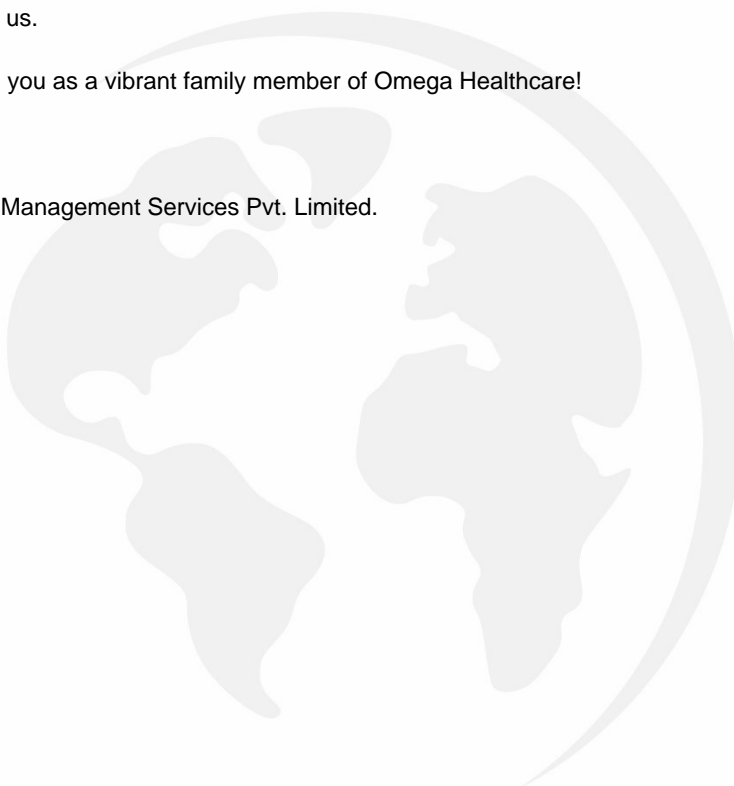 us.
you as a vibrant family member of Omega Healthcare!
Management Services Pvt. Limited.